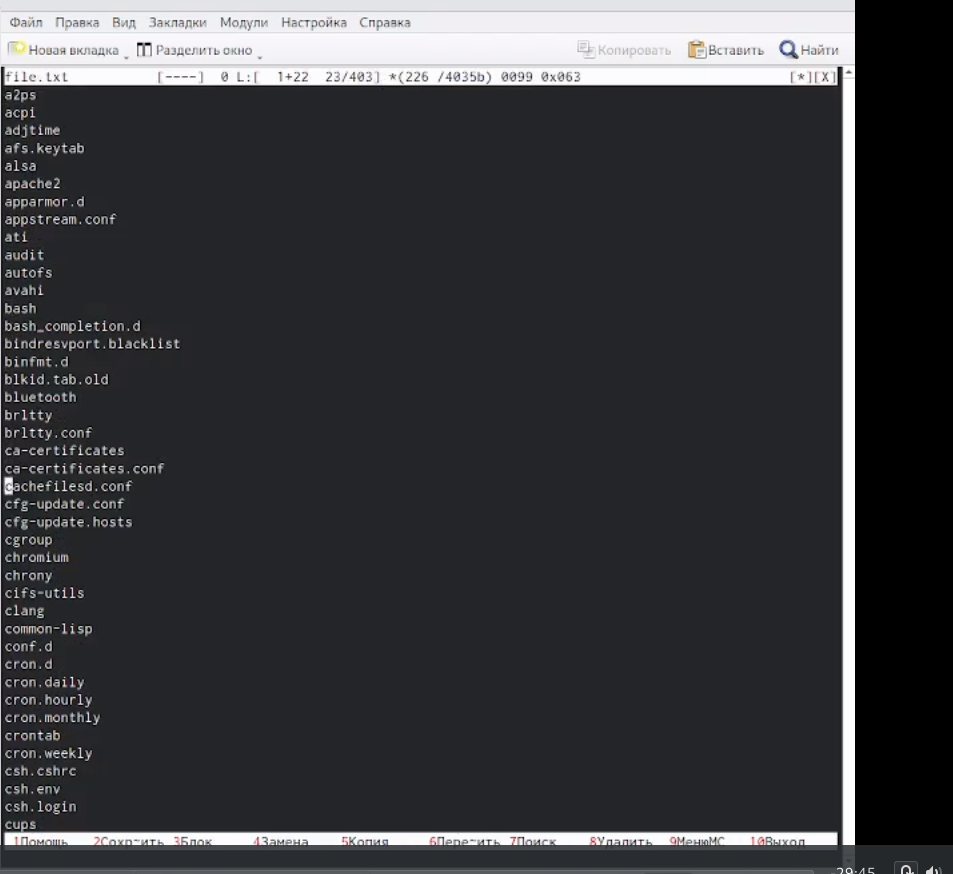 Файл Правка Вид Закладки Модули Настройка Справка
Новая вкладка Разделить окно Копировать Вставить Найти
file.txt [----] 0 L:[ 1+22 23/403] *(226 /4035b) 0099 0x063 [*][X]
a2ps
acpi
adjtime
afs.keytab
alsa
apache2
apparmor.d
appstream.conf
ati
audit
autofs
avahi
bash
bash_completion.d
bindresvport.blacklist
binfmt.d
blkid.tab.old
bluetooth
brltty
brltty.conf
ca-certificates
ca-certificates.conf
cachefilesd.conf
cfg-update.conf
cfg-update.hosts
cgroup
chromium
chrony
cifs-utils
clang
common-lisp
conf.d
cron.d
cron.daily
cron.hourly
cron.monthly
crontab
cron.weekly
csh.cshrc
csh.env
csh.login
cups
1Помощь 2Сохр~ить 3Блок 4Замена 5Копия 6Пере~ить 7Поиск 8Удалить 9МенюMC 10Выход
-29:45